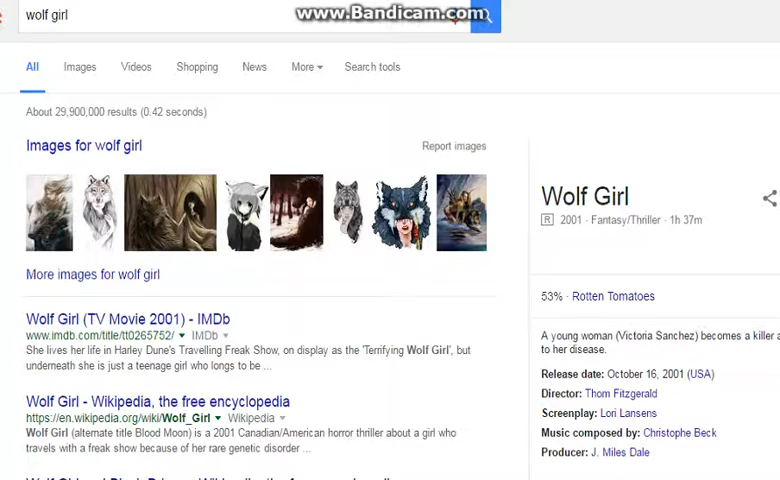 www.Bandicam.com
wolf girl
All Images Videos Shopping News More Search tools
About 29,900,000 results (0.42 seconds)
Images for wolf girl
Report images
More images for wolf girl
Wolf Girl (TV Movie 2001) - IMDb
www.imdb.com/title/tt0265752/ IMDb
She lives her life in Harley Dune's Travelling Freak Show, on display as the 'Terrifying Wolf Girl', but
underneath she is just a teenage girl who longs to be ...
Wolf Girl - Wikipedia, the free encyclopedia
https://en.wikipedia.org/wiki/Wolf_Girl Wikipedia
Wolf Girl (alternate title Blood Moon) is a 2001 Canadian/American horror thriller about a girl who
travels with a freak show because of her rare genetic disorder ...
Wolf Girl
R 2001 · Fantasy/Thriller · 1h 37m
53% · Rotten Tomatoes
A young woman (Victoria Sanchez) becomes a killer a
to her disease.
Release date: October 16, 2001 (USA)
Director: Thom Fitzgerald
Screenplay: Lori Lansens
Music composed by: Christophe Beck
Producer: J. Miles Dale